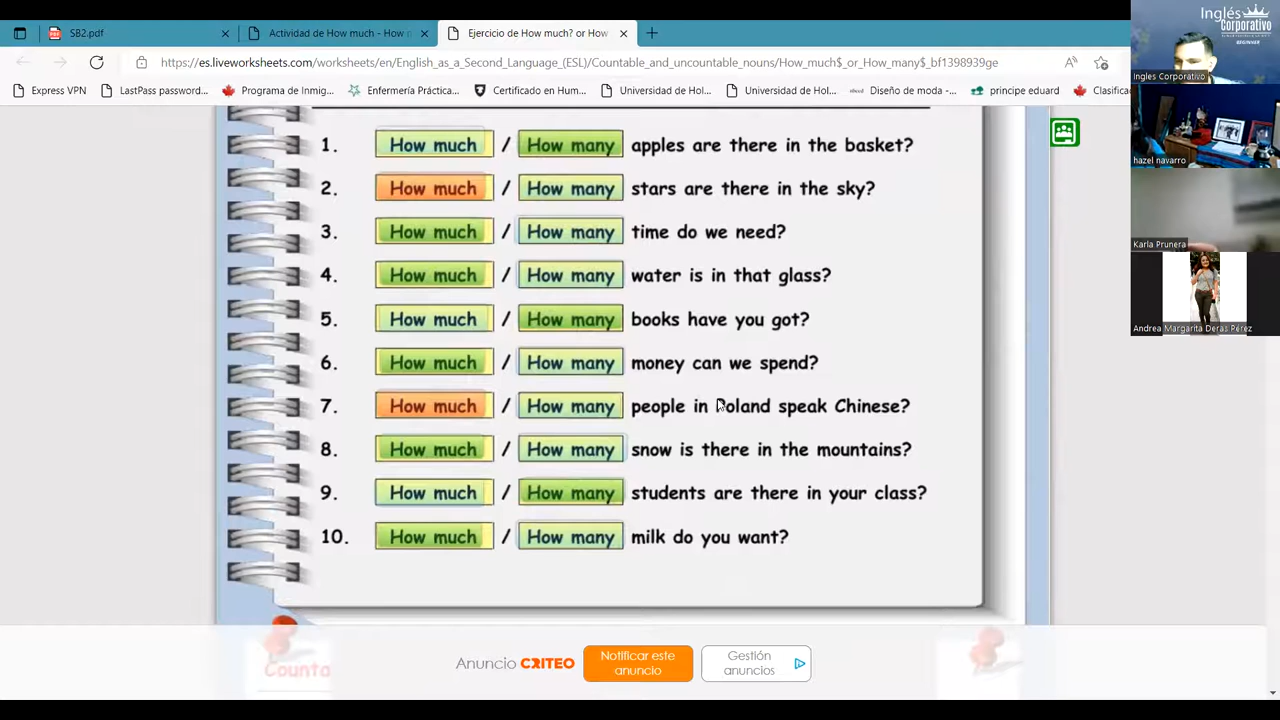 SB2.pdf
Actividad de How much - How m
Ejercicio de How much? or How
https://es.liveworksheets.com/worksheets/en/English_as_a_Second_Language_(ESL)/Countable_and_uncountable_nouns/How_much$_or_How_many$_bf1398939ge
Express VPN
LastPass password...
Programa de Inmig...
Enfermería Práctica...
Certificado en Hum...
Universidad de Hol...
Universidad de Hol...
Diseño de moda -...
principe eduard
Clasifica
Inglés
Corporativo
BEGINNER
Ingles Corporativo
hazel navarro
Karla Prunera
Andrea Margarita Deras Pérez
1. How much / How many apples are there in the basket?
2. How much / How many stars are there in the sky?
3. How much / How many time do we need?
4. How much / How many water is in that glass?
5. How much / How many books have you got?
6. How much / How many money can we spend?
7. How much / How many people in Poland speak Chinese?
8. How much / How many snow is there in the mountains?
9. How much / How many students are there in your class?
10. How much / How many milk do you want?
Anuncio CRITEO
Notificar este
anuncio
Gestión
anuncios
Counta